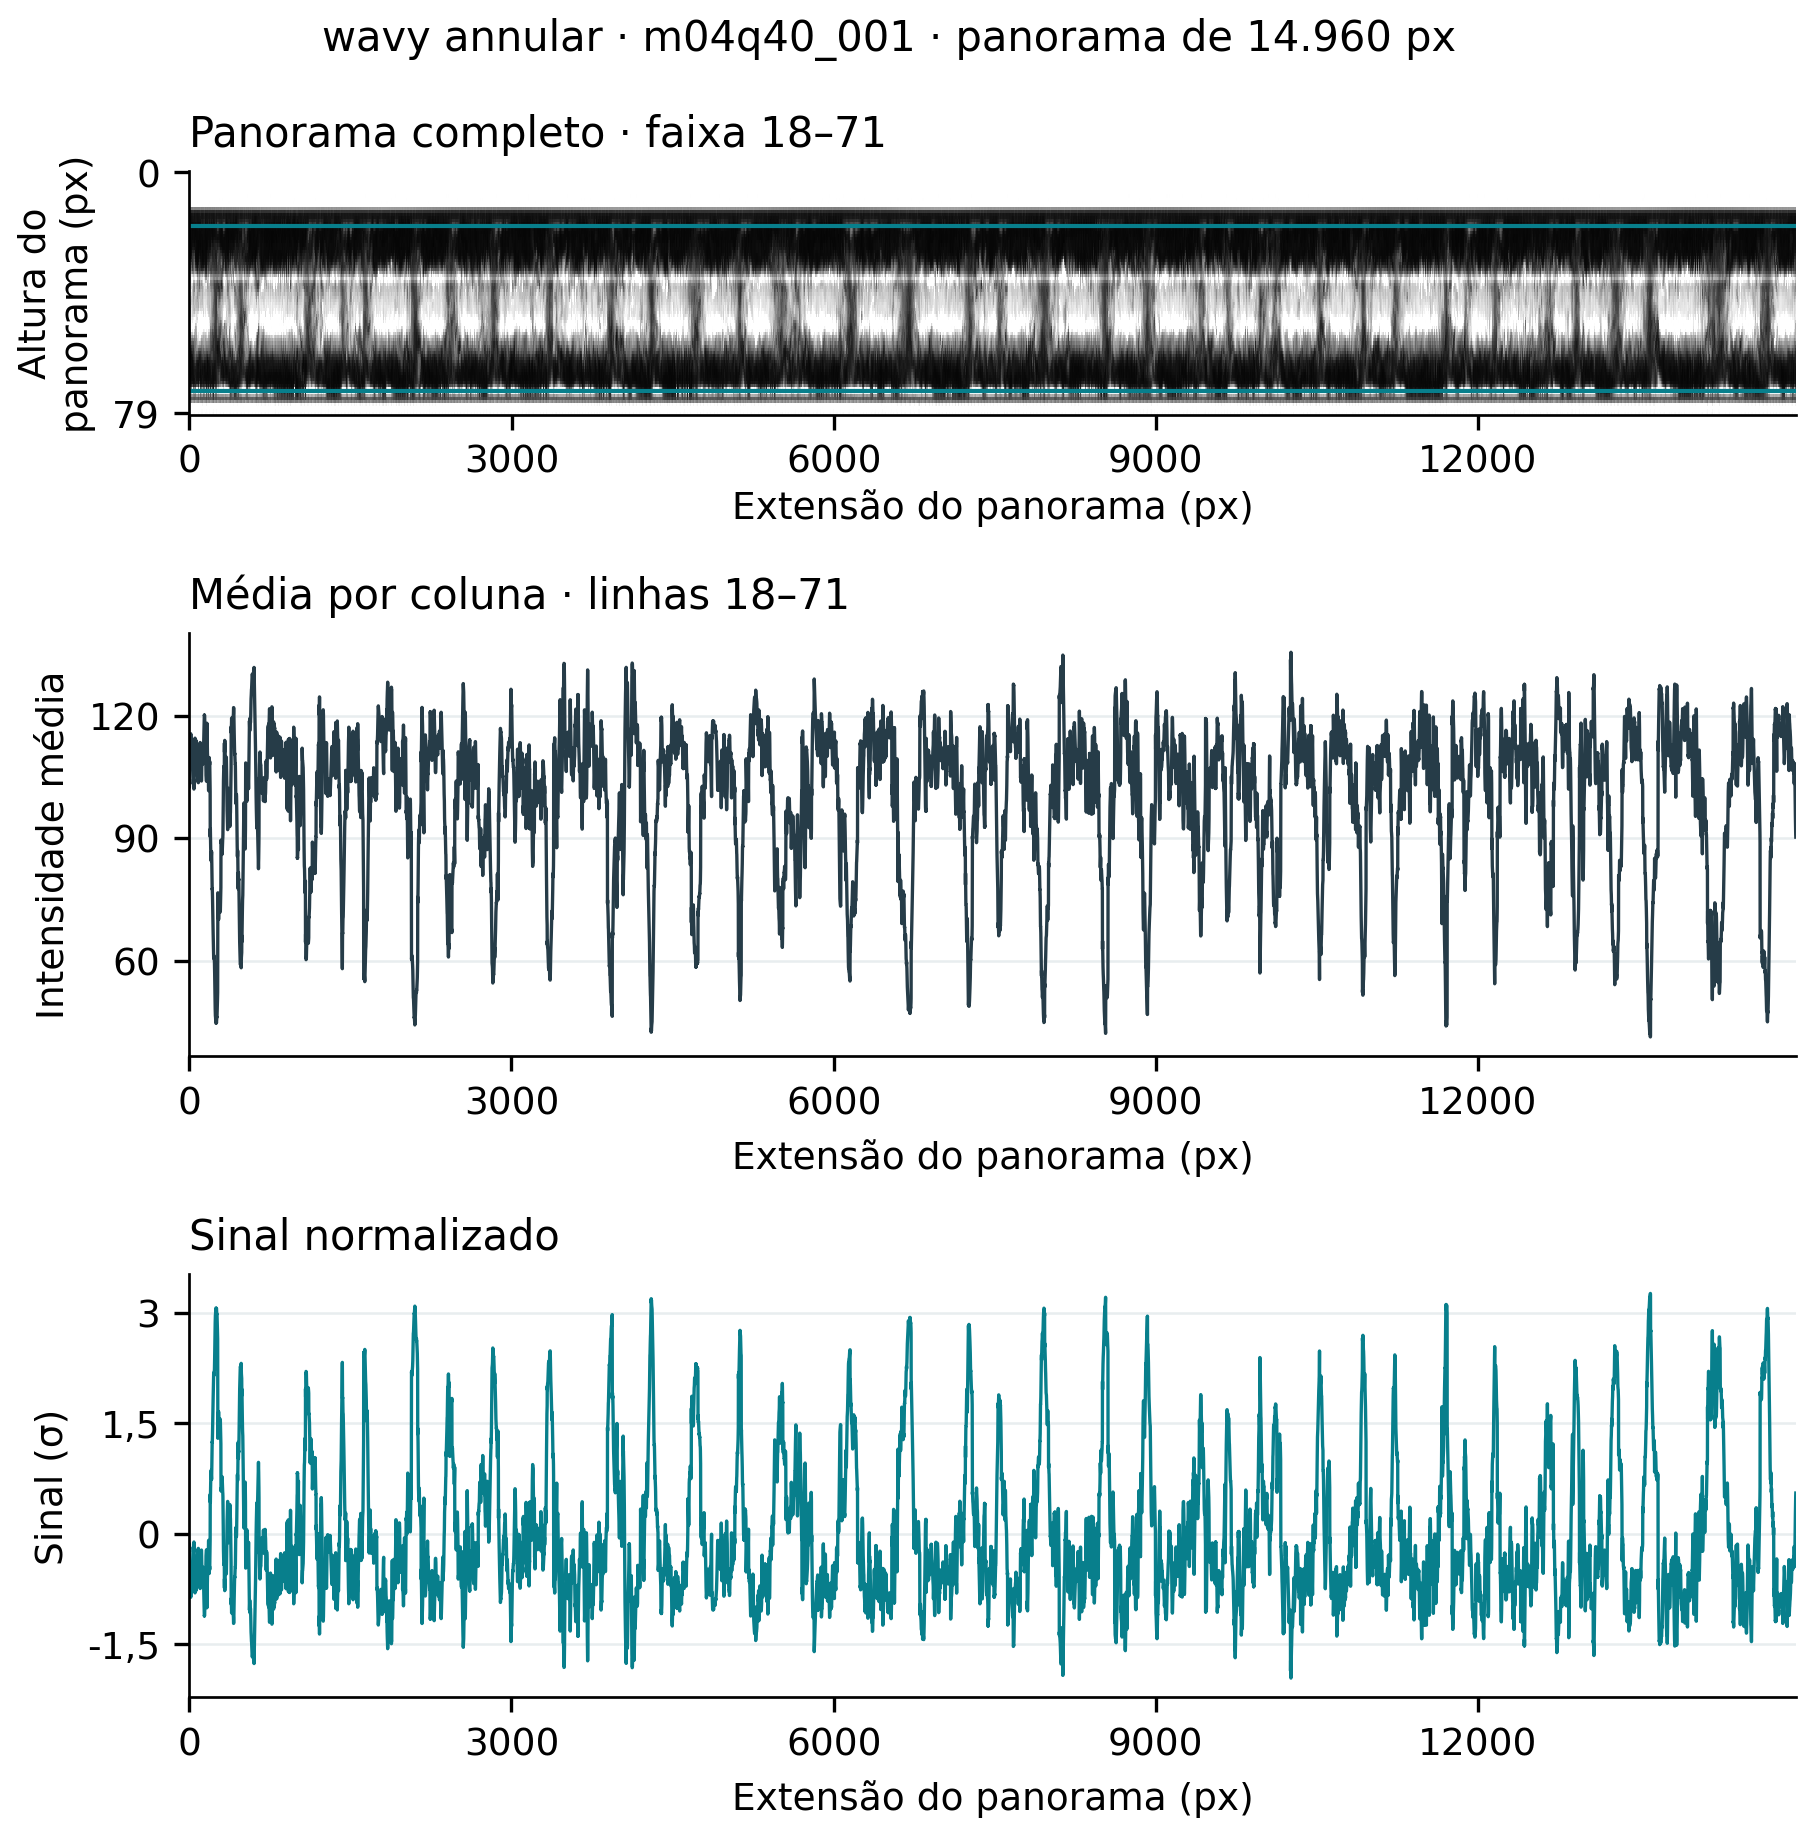 wavy annular · m04q40_001 · panorama de 14.960 px
Panorama completo · faixa 18–71
Altura do
panorama (px)
0
79
0 3000 6000 9000 12000
Extensão do panorama (px)
Média por coluna · linhas 18–71
Intensidade média
120
90
60
0 3000 6000 9000 12000
Extensão do panorama (px)
Sinal normalizado
Sinal (σ)
3
1,5
0
-1,5
0 3000 6000 9000 12000
Extensão do panorama (px)